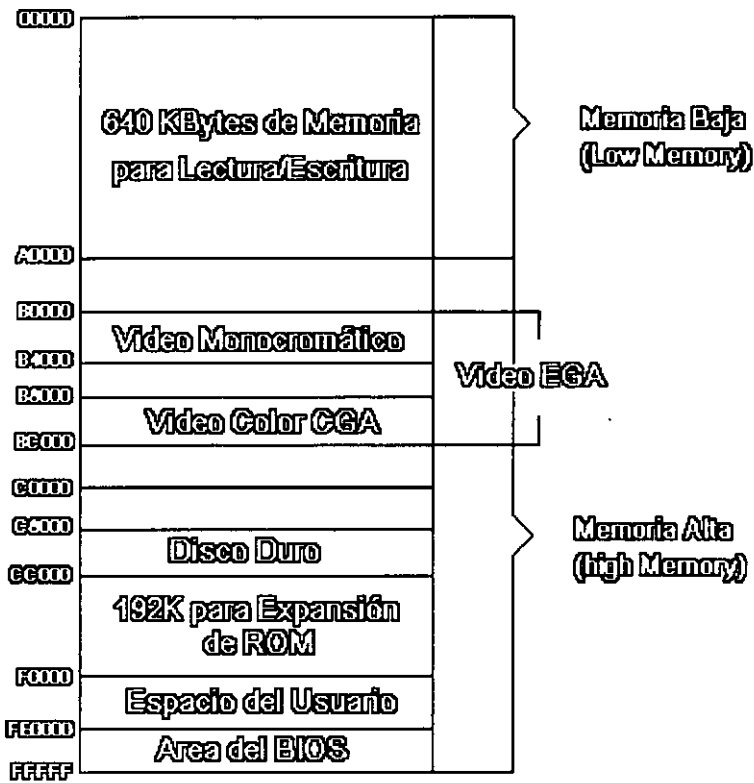 00000
640 KBytes de Memoria
para Lectura/Escritura
Memoria Baja
(Low Memory)
A0000
B0000
Video Monocromático
B4000
Video EGA
B8000
Video Color CGA
BC000
C0000
C8000
Disco Duro
Memoria Alta
(high Memory)
CC000
192K para Expansión
de ROM
F0000
Espacio del Usuario
FE0000
Area del BIOS
FFFFF